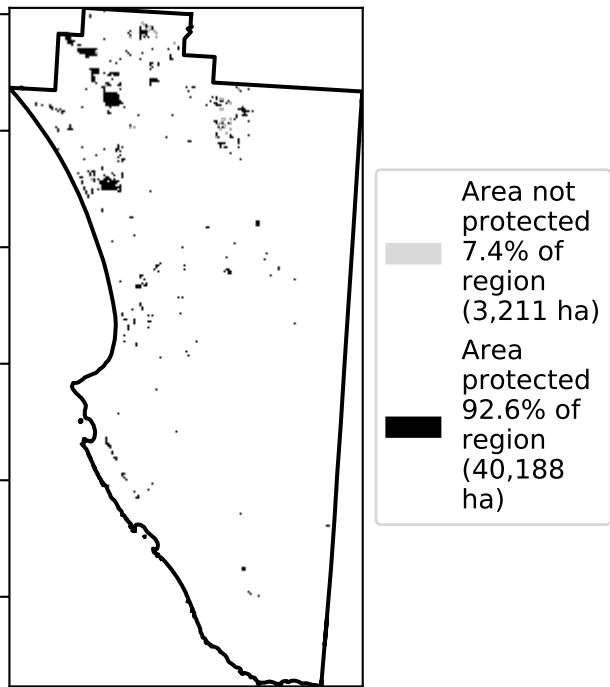 Area not
protected
7.4% of
region
(3,211 ha)
Area
protected
92.6% of
region
(40,188
ha)